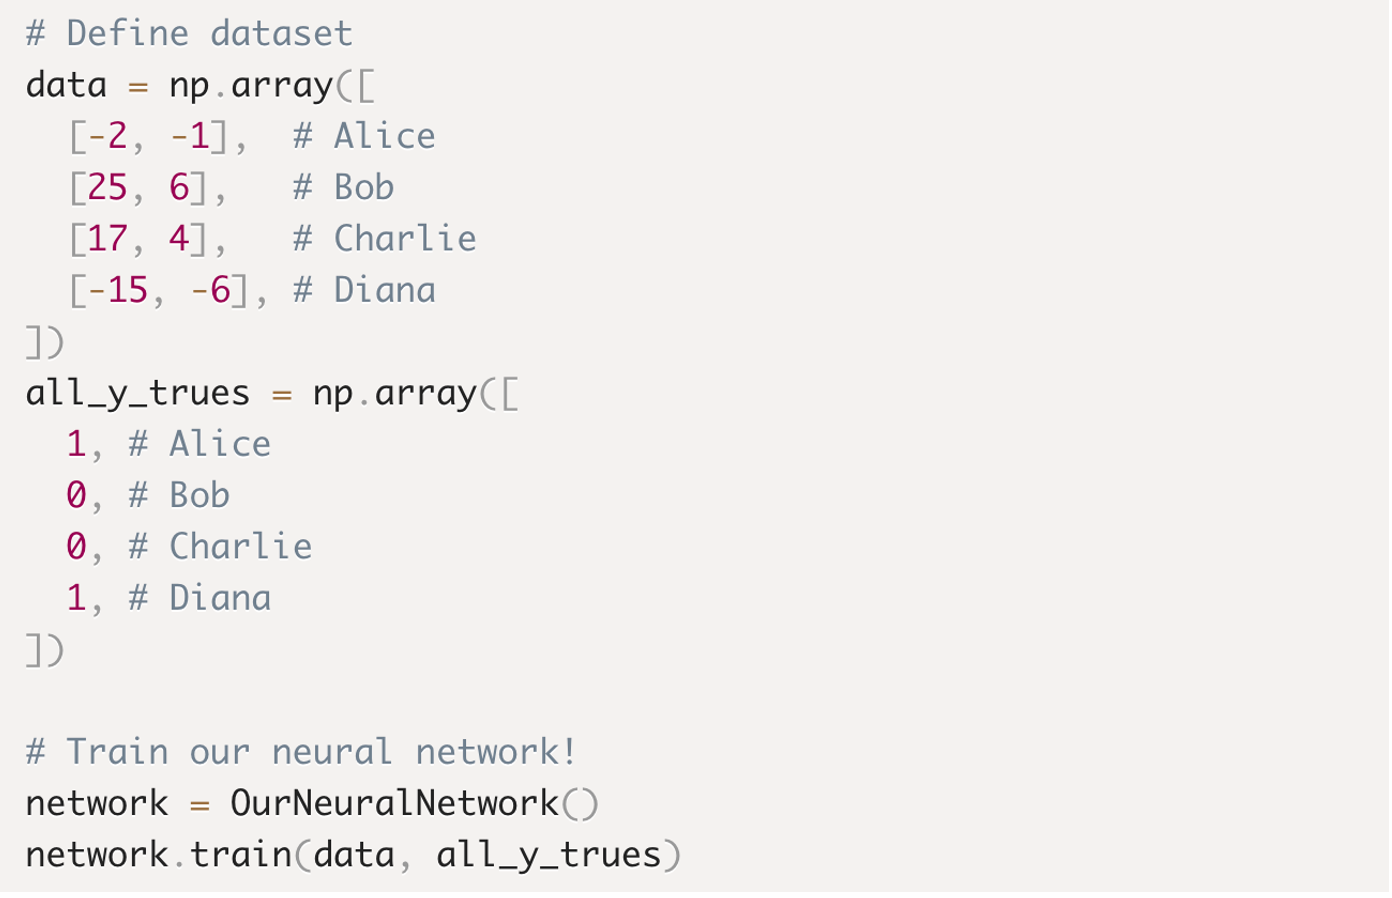 # Define dataset
data = np.array([
  [-2, -1],  # Alice
  [25, 6],   # Bob
  [17, 4],   # Charlie
  [-15, -6], # Diana
])
all_y_trues = np.array([
  1, # Alice
  0, # Bob
  0, # Charlie
  1, # Diana
])

# Train our neural network!
network = OurNeuralNetwork()
network.train(data, all_y_trues)